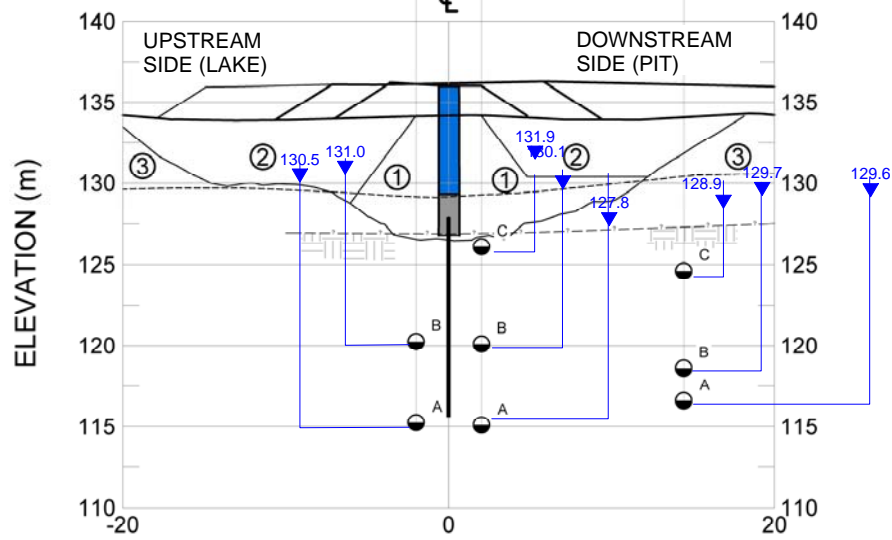 ℄
140
140
UPSTREAM
SIDE (LAKE)
DOWNSTREAM
SIDE (PIT)
135
135
131.9
130.1
② 
130.5
131.0
②
③
①
①
③
129.7
128.9
129.6
130
130
127.8
C
125
C
125
B
B
120
120
B
A
A
A
115
115
110
110
-20
0
20
ELEVATION (m)